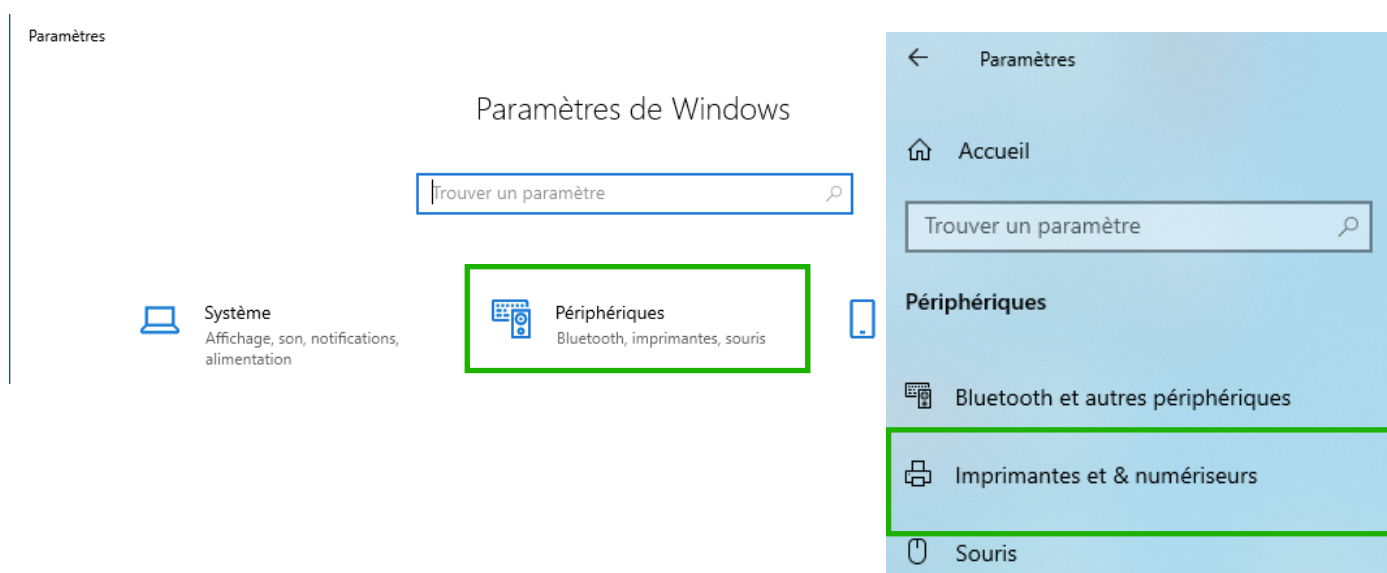 Paramètres
Paramètres de Windows
Trouver un paramètre
Système
Affichage, son, notifications,
alimentation
Périphériques
Bluetooth, imprimantes, souris
Paramètres
Accueil
Trouver un paramètre
Périphériques
Bluetooth et autres périphériques
Imprimantes et & numériseurs
Souris